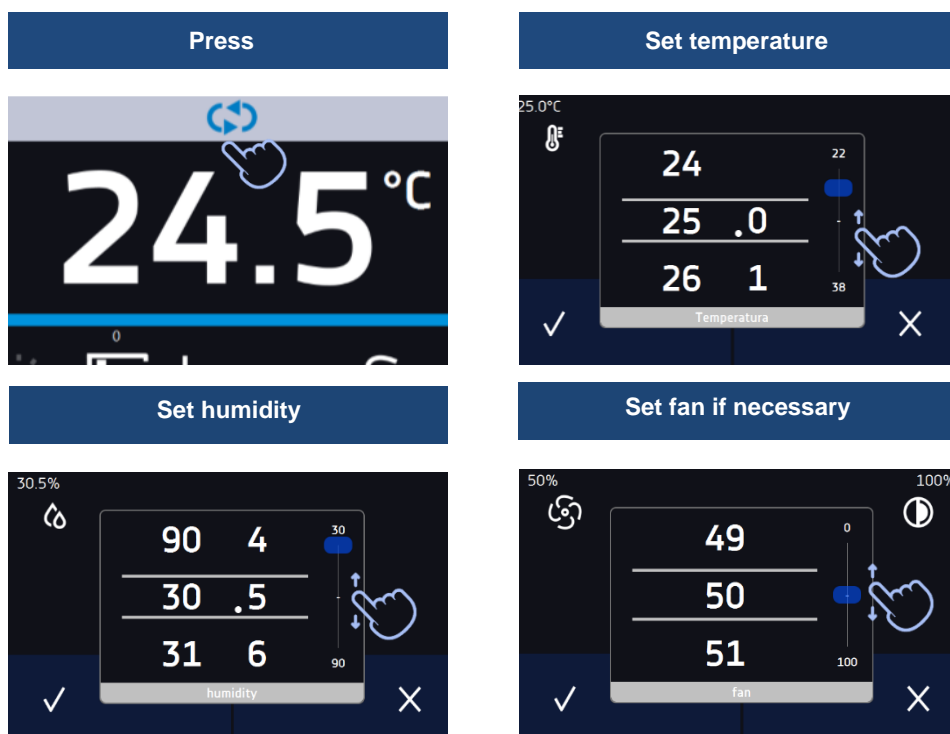 Press
24.5°C
0
Set temperature
25.0°C
24
22
25 .0
26 1
38
Temperatura
Set humidity
30.5%
90 4
30
30 .5
31 6
90
humidity
Set fan if necessary
50%
100%
49
0
50
51
100
fan